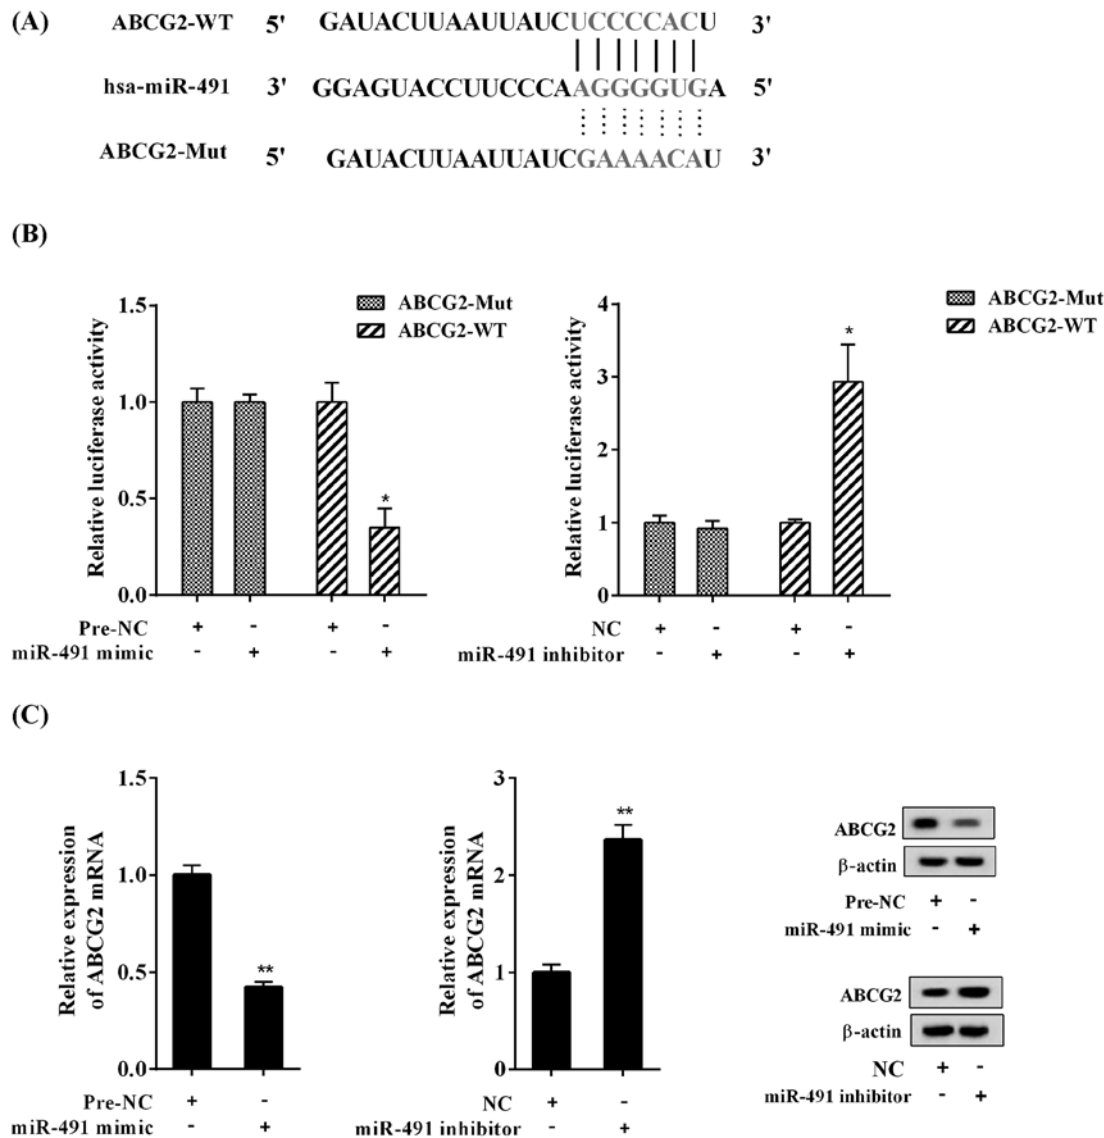 (A)
ABCG2-WT 5' GAUACUUAAUUAUCUCCCCACU 3'
hsa-miR-491 3' GGAGUACCUUCCCAAGGGGUGA 5'
ABCG2-Mut 5' GAUACUUAAUUAUCGAAAACAU 3'
(B)
ABCG2-Mut
ABCG2-WT
Relative luciferase activity
1.5
1.0
0.5
0.0
Pre-NC + - + -
miR-491 mimic - + - +
*
ABCG2-Mut
ABCG2-WT
Relative luciferase activity
4
3
2
1
0
NC + - + -
miR-491 inhibitor - + - +
*
(C)
Relative expression
of ABCG2 mRNA
1.5
1.0
0.5
0.0
**
Pre-NC + -
miR-491 mimic - +
Relative expression
of ABCG2 mRNA
3
2
1
0
**
NC + -
miR-491 inhibitor - +
ABCG2
β-actin
Pre-NC + -
miR-491 mimic - +
ABCG2
β-actin
NC + -
miR-491 inhibitor - +